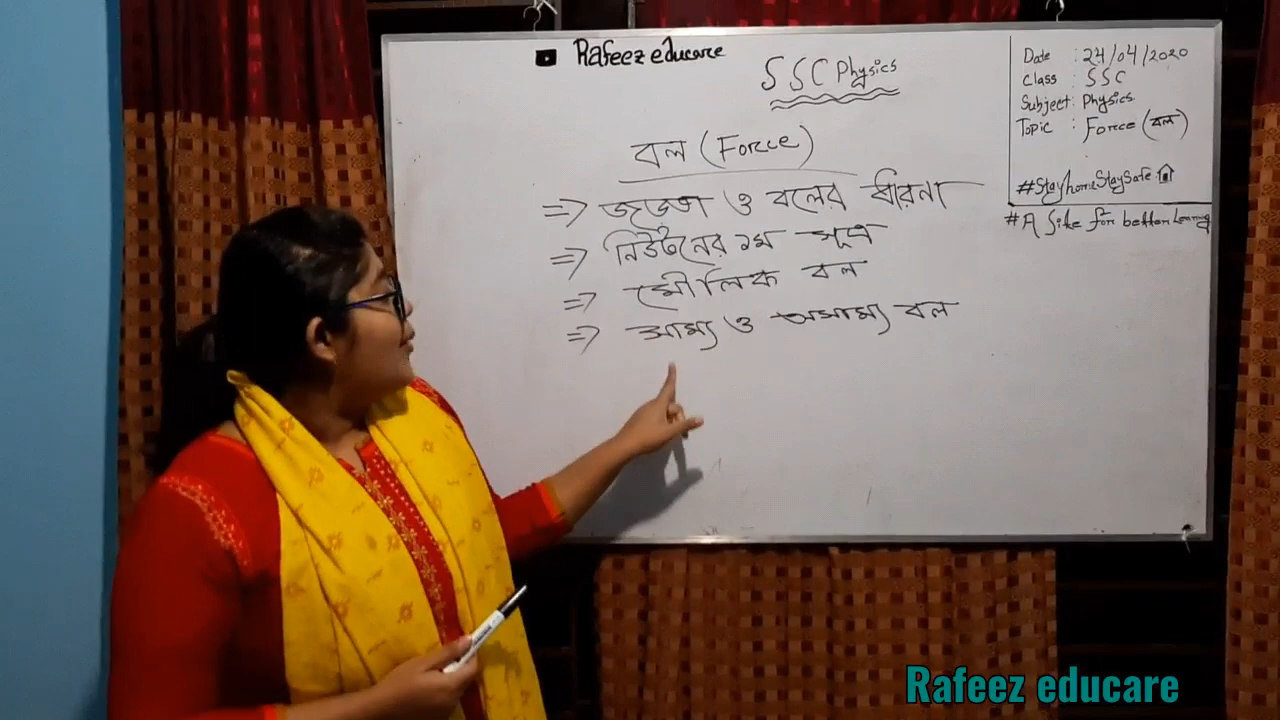 Rafeez educare
SSC Physics
বল (Force)
=> জড়তা ও বলের ধারনা
=> নিউটনের ১ম সূত্র
=> মৌলিক বল
=> সাম্য ও অসাম্য বল
Date : 24/04/2020
Class : SSC
Subject: Physics
Topic : Force (বল)
#StayhomeStaySafe
#A Site for better Learning
Rafeez educare